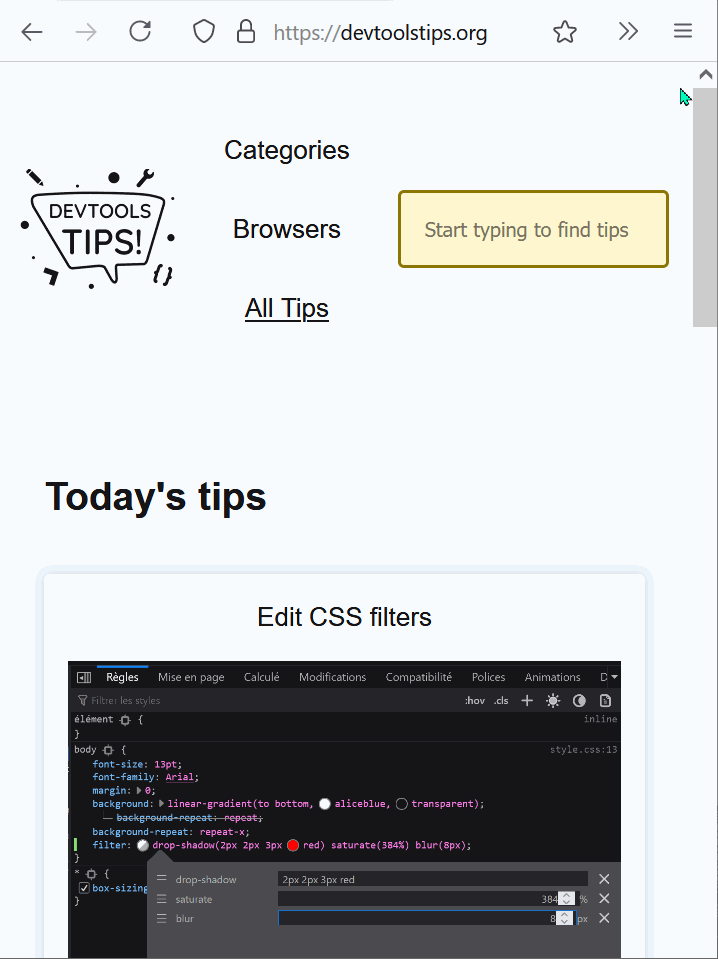 https://devtoolstips.org
Categories
DEVTOOLS
TIPS!
Browsers
Start typing to find tips
All Tips
Today's tips
Edit CSS filters
Règles Mise en page Calculé Modifications Compatibilité Polices Animations D
Filtrer les styles :hov .cls
élément { inline
}
body { style.css:13
font-size: 13pt;
font-family: Arial;
margin: 0;
background: linear-gradient(to bottom, aliceblue, transparent);
background-repeat: repeat;
background-repeat: repeat-x;
filter: drop-shadow(2px 2px 3px red) saturate(384%) blur(8px);
}
* {
box-sizing
}
drop-shadow 2px 2px 3px red
saturate 384 %
blur 8 px